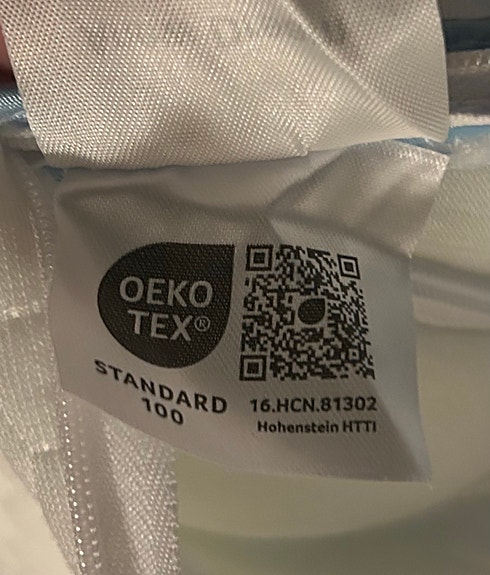 OEKO
TEX®
STANDARD
100
16.HCN.81302
Hohenstein HTTI